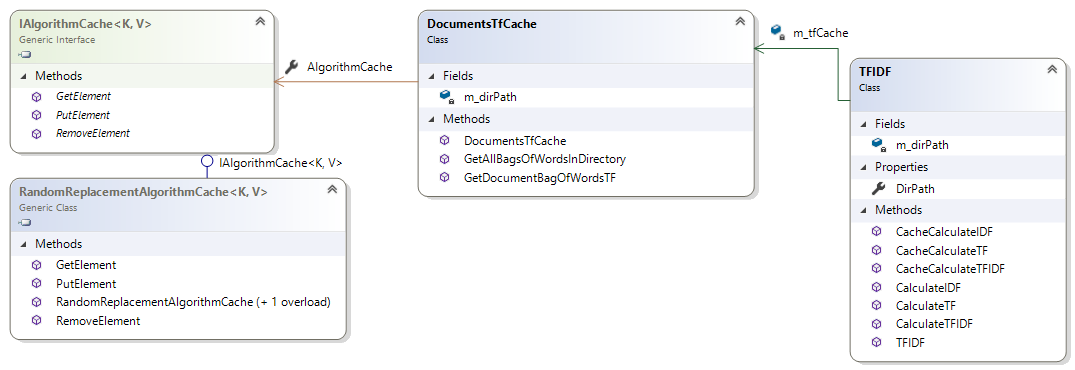 IAlgorithmCache<K, V>
Generic Interface
Methods
GetElement
PutElement
RemoveElement
IAlgorithmCache<K, V>
RandomReplacementAlgorithmCache<K, V>
Generic Class
Methods
GetElement
PutElement
RandomReplacementAlgorithmCache (+ 1 overload)
RemoveElement
AlgorithmCache
DocumentsTfCache
Class
Fields
m_dirPath
Methods
DocumentsTfCache
GetAllBagsOfWordsInDirectory
GetDocumentBagOfWordsTF
m_tfCache
TFIDF
Class
Fields
m_dirPath
Properties
DirPath
Methods
CacheCalculateIDF
CacheCalculateTF
CacheCalculateTFIDF
CalculateIDF
CalculateTF
CalculateTFIDF
TFIDF